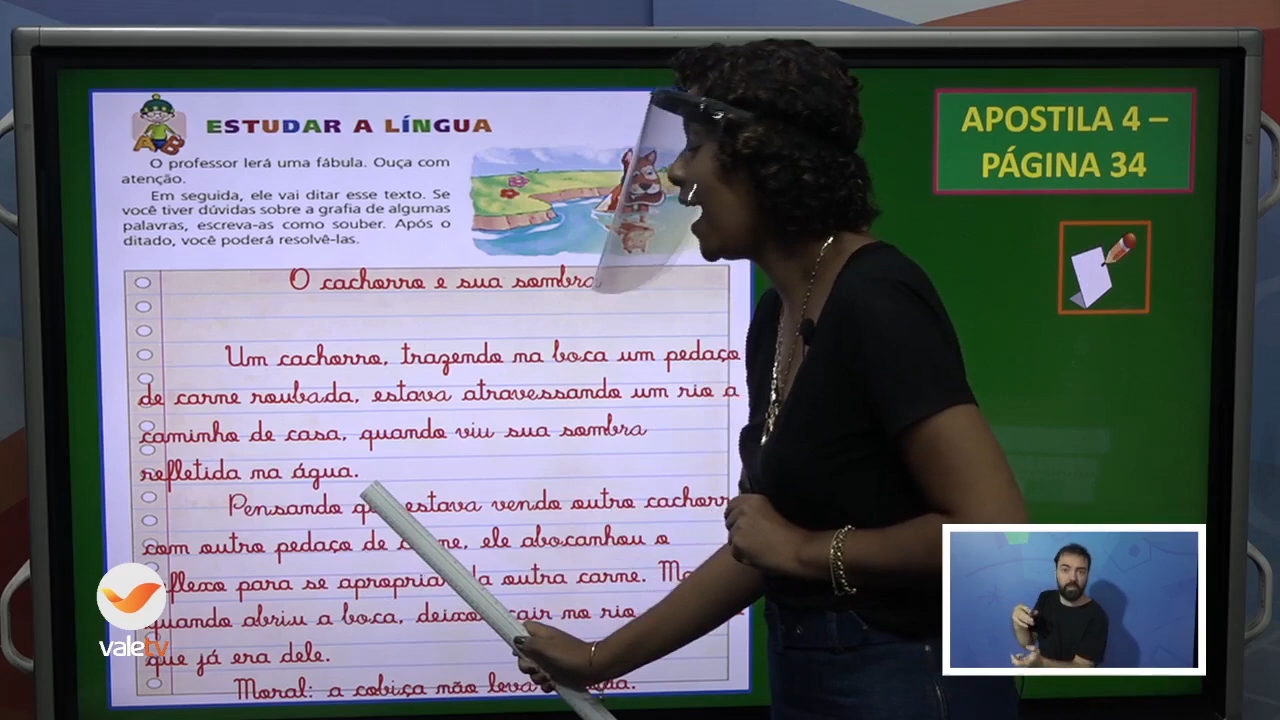 ESTUDAR A LÍNGUA
O professor lerá uma fábula. Ouça com
atenção.
Em seguida, ele vai ditar esse texto. Se
você tiver dúvidas sobre a grafia de algumas
palavras, escreva-as como souber. Após o
ditado, você poderá resolvê-las.
O cachorro e sua sombra
Um cachorro, trazendo na boca um pedaço
de carne roubada, estava atravessando um rio a
caminho de casa, quando viu sua sombra
refletida na água.
Pensando estava vendo outro cachorr
com outro pedaço de carne, ele abocanhou o
reflexo para se apropriar da outra carne.
quando abriu a boca, deixou cair no rio
que já era dele.
Moral: a cobiça não leva
APOSTILA 4 –
PÁGINA 34
valetv